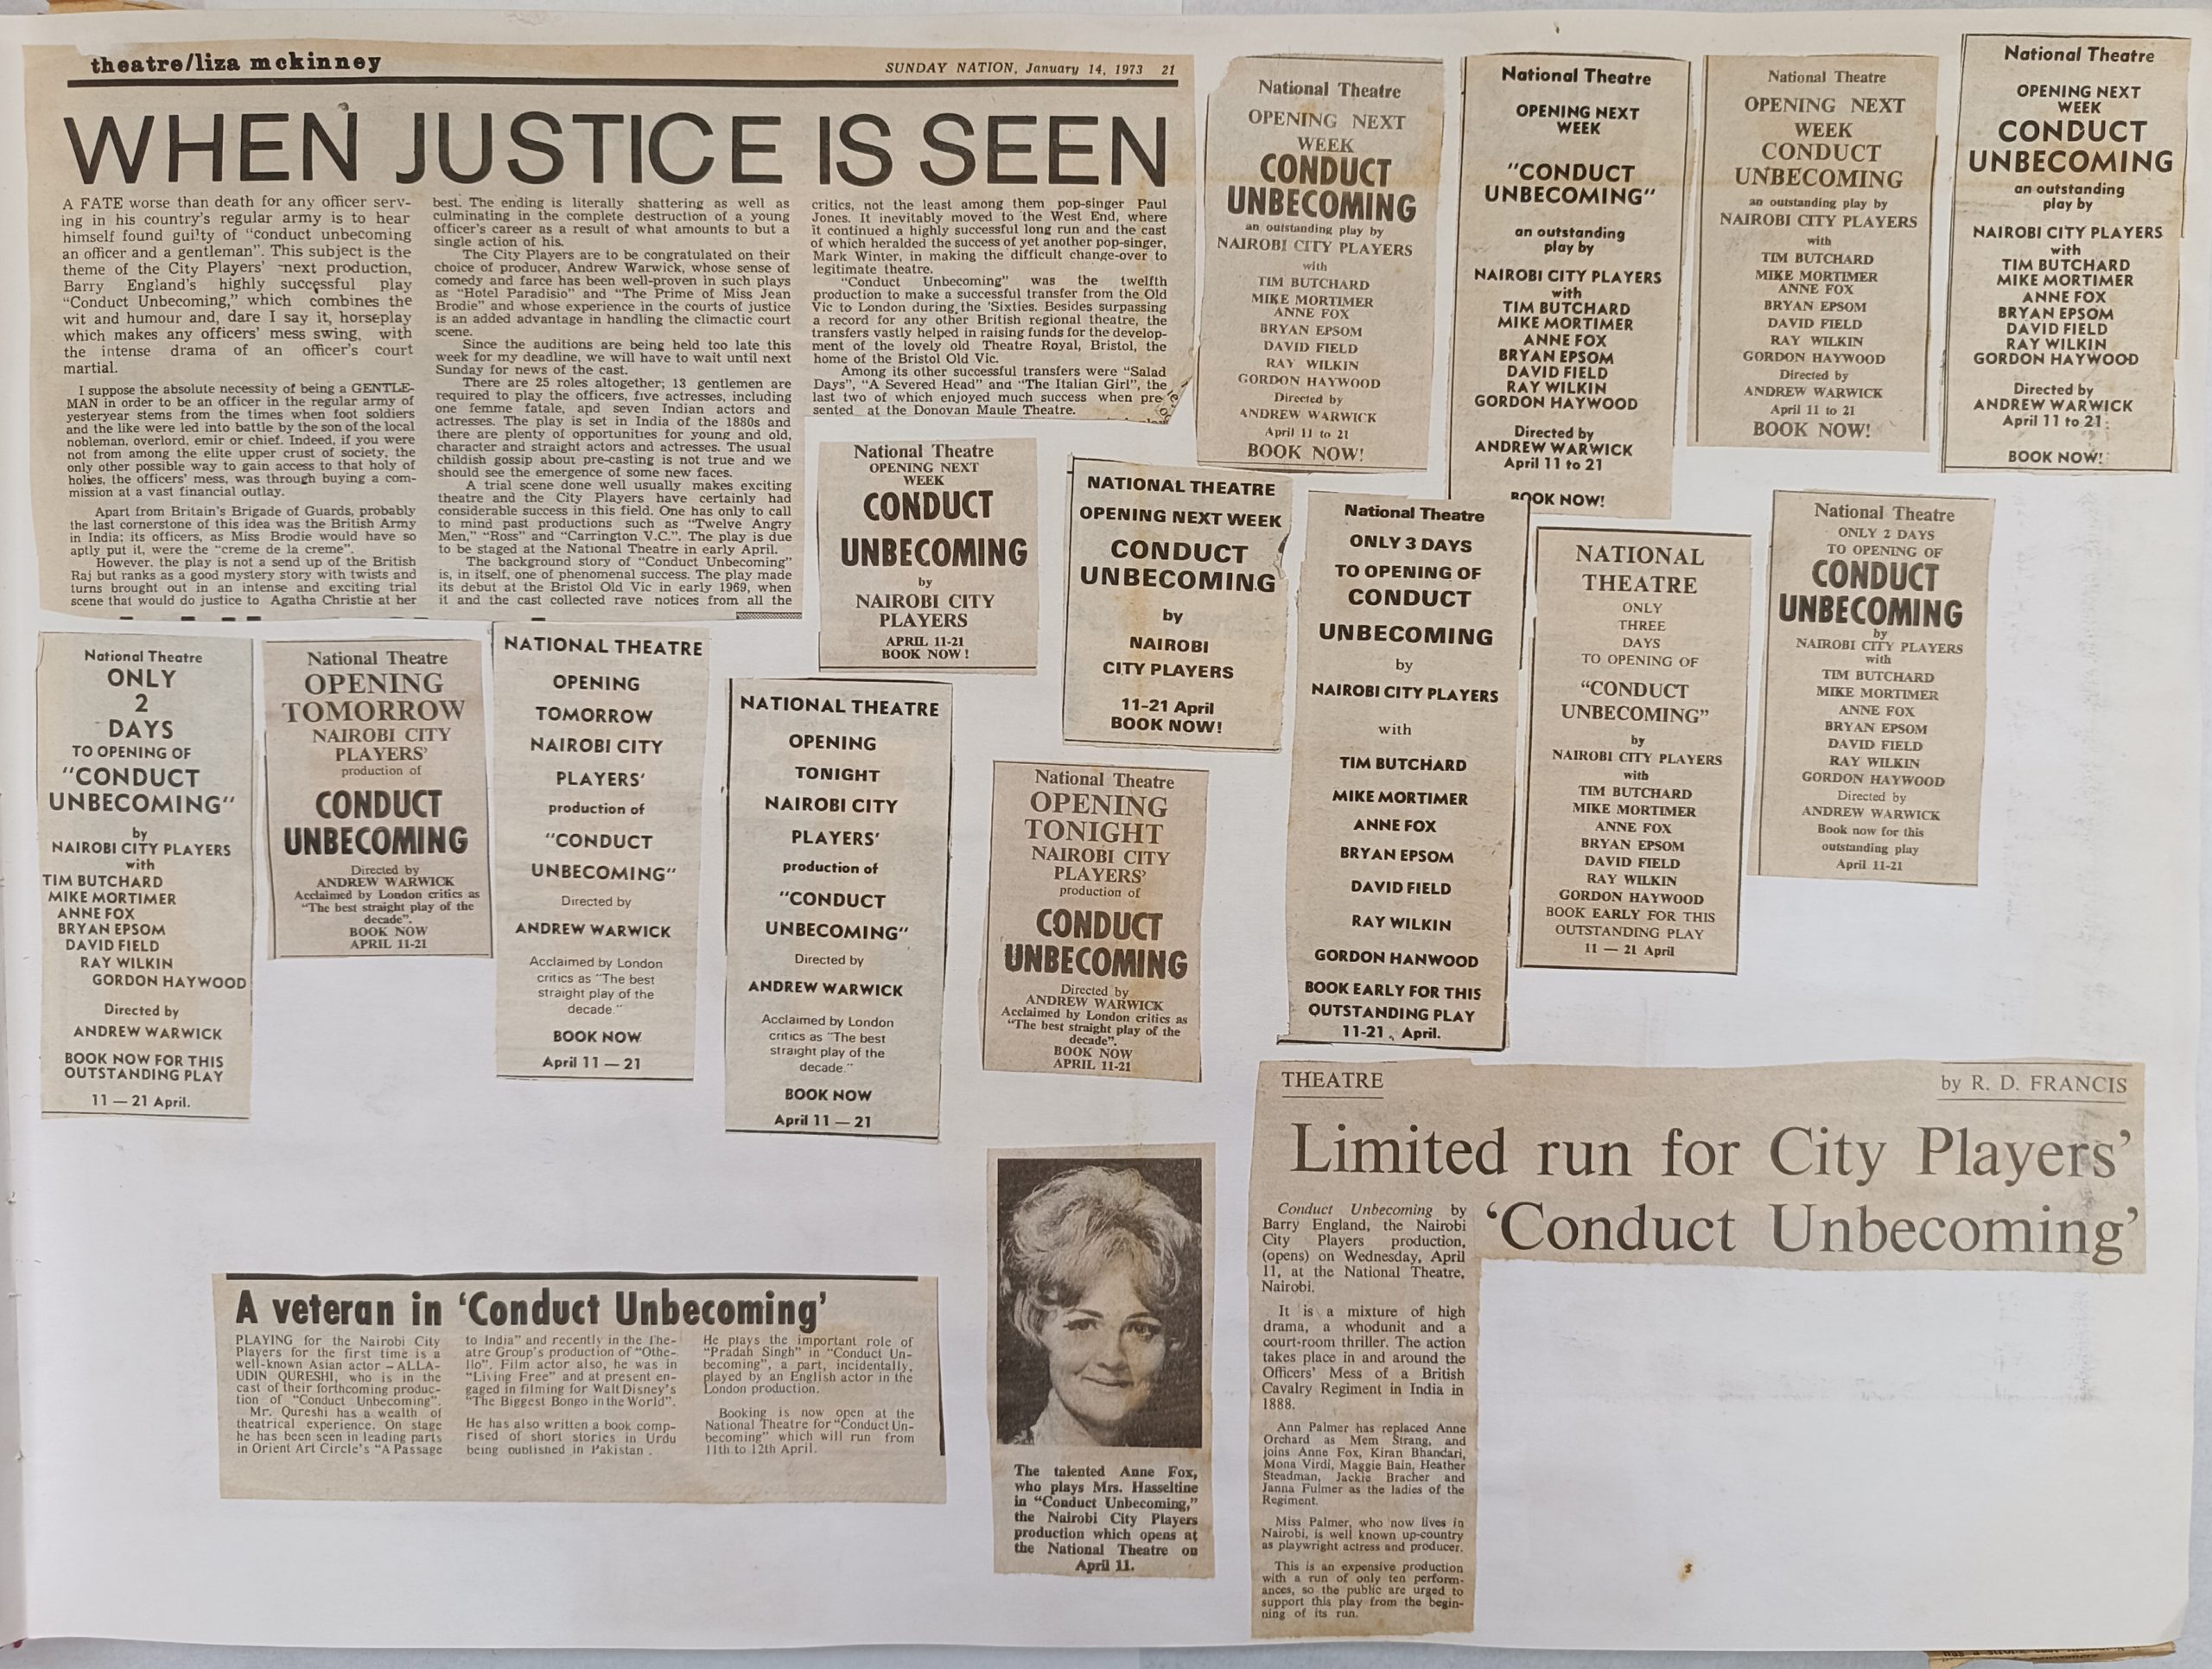 theatre/liza mckinney
SUNDAY NATION, January 14, 1973 21
WHEN JUSTICE IS SEEN
A FATE worse than death for any officer serv-
ing in his country's regular army is to hear
himself found guilty of "conduct unbecoming
an officer and a gentleman". This subject is the
theme of the City Players' next production,
Barry England's highly successful play
"Conduct Unbecoming," which combines the
wit and humour and, dare I say it, horseplay
which makes any officers' mess swing, with
the intense drama of an officer's court
martial.
I suppose the absolute necessity of being a GENTLE-
MAN in order to be an officer in the regular army of
yesteryear stems from the times when foot soldiers
and the like were led into battle by the son of the local
nobleman, overlord, emir or chief. Indeed, if you were
not from among the elite upper crust of society, the
only other possible way to gain access to that holy of
holies, the officers' mess, was through buying a com-
mission at a vast financial outlay.
Apart from Britain's Brigade of Guards, probably
the last cornerstone of this idea was the British Army
in India; its officers, as Miss Brodie would have so
aptly put it, were the "creme de la creme".
However, the play is not a send up of the British
Raj but ranks as a good mystery story with twists and
turns brought out in an intense and exciting trial
scene that would do justice to Agatha Christie at her
best. The ending is literally shattering as well as
culminating in the complete destruction of a young
officer's career as a result of what amounts to but a
single action of his.
The City Players are to be congratulated on their
choice of producer, Andrew Warwick, whose sense of
comedy and farce has been well-proven in such plays
as "Hotel Paradisio" and "The Prime of Miss Jean
Brodie" and whose experience in the courts of justice
is an added advantage in handling the climactic court
scene.
Since the auditions are being held too late this
week for my deadline, we will have to wait until next
Sunday for news of the cast.
There are 25 roles altogether; 13 gentlemen are
required to play the officers, five actresses, including
one femme fatale, and seven Indian actors and
actresses. The play is set in India of the 1880s and
there are plenty of opportunities for young and old,
character and straight actors and actresses. The usual
childish gossip about pre-casting is not true and we
should see the emergence of some new faces.
A trial scene done well usually makes exciting
theatre and the City Players have certainly had
considerable success in this field. One has only to call
to mind past productions such as "Twelve Angry
Men," "Ross" and "Carrington V.C.". The play is due
to be staged at the National Theatre in early April.
The background story of "Conduct Unbecoming"
is, in itself, one of phenomenal success. The play made
its debut at the Bristol Old Vic in early 1969, when
it and the cast collected rave notices from all the
critics, not the least among them pop-singer Paul
Jones. It inevitably moved to the West End, where
it continued a highly successful long run and the cast
of which heralded the success of yet another pop-singer,
Mark Winter, in making the difficult change-over to
legitimate theatre.
"Conduct Unbecoming" was the twelfth
production to make a successful transfer from the Old
Vic to London during the 'Sixties. Besides surpassing
a record for any other British regional theatre, the
transfers vastly helped in raising funds for the develop-
ment of the lovely old Theatre Royal, Bristol, the
home of the Bristol Old Vic.
Among its other successful transfers were "Salad
Days", "A Severed Head" and "The Italian Girl", the
last two of which enjoyed much success when pre
sented at the Donovan Maule Theatre.
National Theatre
OPENING NEXT
WEEK
CONDUCT
UNBECOMING
an outstanding play by
NAIROBI CITY PLAYERS
with
TIM BUTCHARD
MIKE MORTIMER
ANNE FOX
BRYAN EPSOM
DAVID FIELD
RAY WILKIN
GORDON HAYWOOD
Directed by
ANDREW WARWICK
April 11 to 21
BOOK NOW!
National Theatre
OPENING NEXT
WEEK
"CONDUCT
UNBECOMING"
an outstanding
play by
NAIROBI CITY PLAYERS
with
TIM BUTCHARD
MIKE MORTIMER
ANNE FOX
BRYAN EPSOM
DAVID FIELD
RAY WILKIN
GORDON HAYWOOD
Directed by
ANDREW WARWICK
April 11 to 21
BOOK NOW!
National Theatre
OPENING NEXT
WEEK
CONDUCT
UNBECOMING
an outstanding play by
NAIROBI CITY PLAYERS
with
TIM BUTCHARD
MIKE MORTIMER
ANNE FOX
BRYAN EPSOM
DAVID FIELD
RAY WILKIN
GORDON HAYWOOD
Directed by
ANDREW WARWICK
April 11 to 21
BOOK NOW!
National Theatre
OPENING NEXT
WEEK
CONDUCT
UNBECOMING
an outstanding
play by
NAIROBI CITY PLAYERS
with
TIM BUTCHARD
MIKE MORTIMER
ANNE FOX
BRYAN EPSOM
DAVID FIELD
RAY WILKIN
GORDON HAYWOOD
Directed by
ANDREW WARWICK
April 11 to 21.
BOOK NOW!
National Theatre
OPENING NEXT
WEEK
CONDUCT
UNBECOMING
by
NAIROBI CITY
PLAYERS
APRIL 11-21
BOOK NOW!
NATIONAL THEATRE
OPENING NEXT WEEK
CONDUCT
UNBECOMING
by
NAIROBI
CITY PLAYERS
11-21 April
BOOK NOW!
National Theatre
ONLY 3 DAYS
TO OPENING OF
CONDUCT
UNBECOMING
by
NAIROBI CITY PLAYERS
with
TIM BUTCHARD
MIKE MORTIMER
ANNE FOX
BRYAN EPSOM
DAVID FIELD
RAY WILKIN
GORDON HANWOOD
BOOK EARLY FOR THIS
OUTSTANDING PLAY
11-21, April.
NATIONAL
THEATRE
ONLY
THREE
DAYS
TO OPENING OF
"CONDUCT
UNBECOMING"
by
NAIROBI CITY PLAYERS
with
TIM BUTCHARD
MIKE MORTIMER
ANNE FOX
BRYAN EPSOM
DAVID FIELD
RAY WILKIN
GORDON HAYWOOD
BOOK EARLY FOR THIS
OUTSTANDING PLAY
11 — 21 April
National Theatre
ONLY 2 DAYS
TO OPENING OF
CONDUCT
UNBECOMING
by
NAIROBI CITY PLAYERS
with
TIM BUTCHARD
MIKE MORTIMER
ANNE FOX
BRYAN EPSOM
DAVID FIELD
RAY WILKIN
GORDON HAYWOOD
Directed by
ANDREW WARWICK
Book now for this
outstanding play
April 11-21
National Theatre
ONLY
2
DAYS
TO OPENING OF
"CONDUCT
UNBECOMING"
by
NAIROBI CITY PLAYERS
with
TIM BUTCHARD
MIKE MORTIMER
ANNE FOX
BRYAN EPSOM
DAVID FIELD
RAY WILKIN
GORDON HAYWOOD
Directed by
ANDREW WARWICK
BOOK NOW FOR THIS
OUTSTANDING PLAY
11 — 21 April.
National Theatre
OPENING
TOMORROW
NAIROBI CITY
PLAYERS'
production of
CONDUCT
UNBECOMING
Directed by
ANDREW WARWICK
Acclaimed by London critics as
"The best straight play of the
decade".
BOOK NOW
APRIL 11-21
NATIONAL THEATRE
OPENING
TOMORROW
NAIROBI CITY
PLAYERS'
production of
"CONDUCT
UNBECOMING"
Directed by
ANDREW WARWICK
Acclaimed by London
critics as "The best
straight play of the
decade."
BOOK NOW
April 11 — 21
NATIONAL THEATRE
OPENING
TONIGHT
NAIROBI CITY
PLAYERS'
production of
"CONDUCT
UNBECOMING"
Directed by
ANDREW WARWICK
Acclaimed by London
critics as "The best
straight play of the
decade."
BOOK NOW
April 11 — 21
National Theatre
OPENING
TONIGHT
NAIROBI CITY
PLAYERS'
production of
CONDUCT
UNBECOMING
Directed by
ANDREW WARWICK
Acclaimed by London critics as
"The best straight play of the
decade".
BOOK NOW
APRIL 11-21
A veteran in 'Conduct Unbecoming'
PLAYING for the Nairobi City
Players for the first time is a
well-known Asian actor – ALLA-
UDIN QURESHI, who is in the
cast of their forthcoming produc-
tion of "Conduct Unbecoming".
Mr. Qureshi has a wealth of
theatrical experience. On stage
he has been seen in leading parts
in Orient Art Circle's "A Passage
to India" and recently in the The-
atre Group's production of "Othe-
llo". Film actor also, he was in
"Living Free" and at present en-
gaged in filming for Walt Disney's
"The Biggest Bongo in the World".
He has also written a book comp-
rised of short stories in Urdu
being published in Pakistan .
He plays the important role of
"Pradah Singh" in "Conduct Un-
becoming", a part, incidentally,
played by an English actor in the
London production.
Booking is now open at the
National Theatre for "Conduct Un-
becoming" which will run from
11th to 12th April.
The talented Anne Fox,
who plays Mrs. Hasseltine
in "Conduct Unbecoming,"
the Nairobi City Players
production which opens at
the National Theatre on
April 11.
THEATRE
by R. D. FRANCIS
Limited run for City Players'
'Conduct Unbecoming'
Conduct Unbecoming by
Barry England, the Nairobi
City Players production,
(opens) on Wednesday, April
11, at the National Theatre,
Nairobi.
It is a mixture of high
drama, a whodunit and a
court-room thriller. The action
takes place in and around the
Officers' Mess of a British
Cavalry Regiment in India in
1888.
Ann Palmer has replaced Anne
Orchard as Mem Strang, and
joins Anne Fox, Kiran Bhandari,
Mona Virdi, Maggie Bain, Heather
Steadman, Jackie Bracher and
Janna Fulmer as the ladies of the
Regiment.
Miss Palmer, who now lives in
Nairobi, is well known up-country
as playwright actress and producer.
This is an expensive production
with a run of only ten perform-
ances, so the public are urged to
support this play from the begin-
ning of its run.